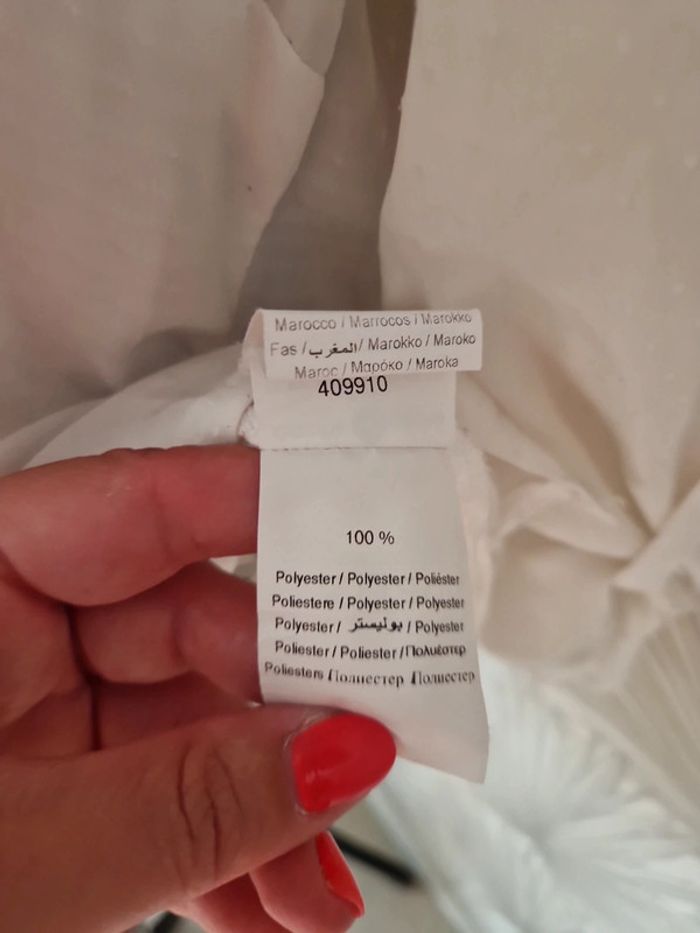 Marocco / Marrocos / Marokko
Fas / المغرب / Marokko / Maroko
Maroc / Μαρόκο / Maroka
409910
100 %
Polyester / Polyester / Poliéster
Poliestere / Polyester / Polyester
Polyester / بوليستر / Polyester
Poliester / Poliester / Πολυέστερ
Poliesters Полиестер Полиестер